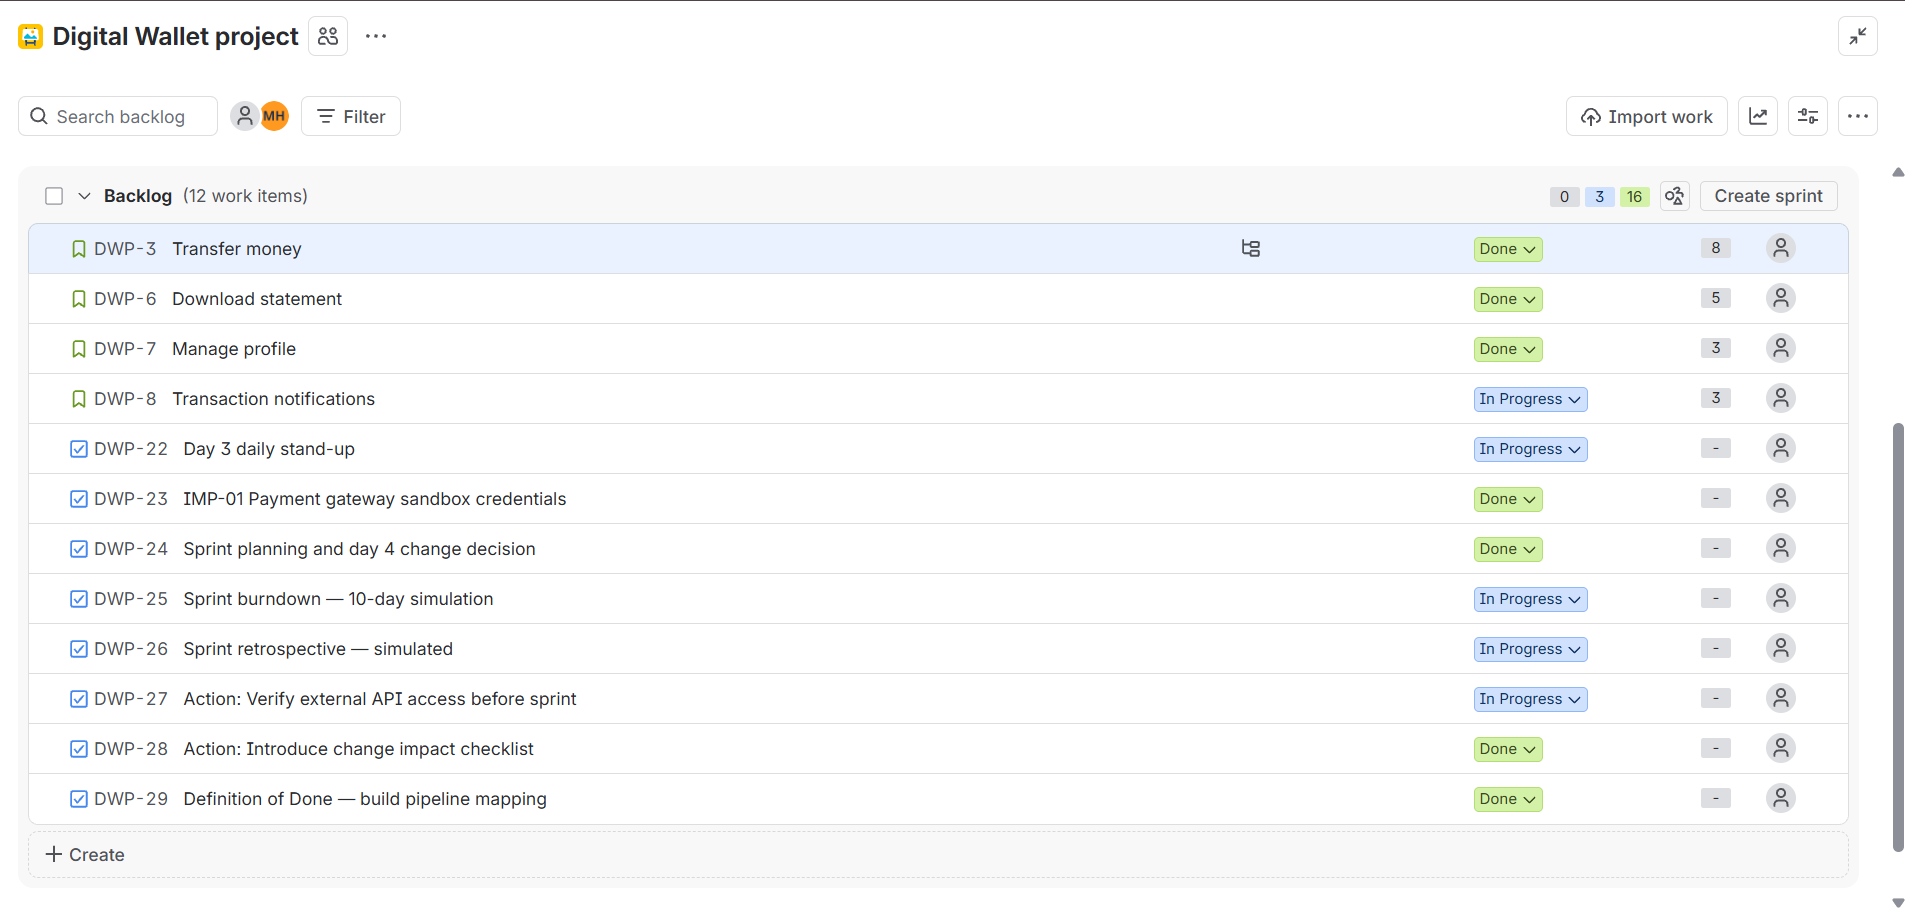 Digital Wallet project
Search backlog MH Filter Import work
Backlog (12 work items) 0 3 16 Create sprint
DWP-3 Transfer money Done 8
DWP-6 Download statement Done 5
DWP-7 Manage profile Done 3
DWP-8 Transaction notifications In Progress 3
DWP-22 Day 3 daily stand-up In Progress -
DWP-23 IMP-01 Payment gateway sandbox credentials Done -
DWP-24 Sprint planning and day 4 change decision Done -
DWP-25 Sprint burndown — 10-day simulation In Progress -
DWP-26 Sprint retrospective — simulated In Progress -
DWP-27 Action: Verify external API access before sprint In Progress -
DWP-28 Action: Introduce change impact checklist Done -
DWP-29 Definition of Done — build pipeline mapping Done -
Create